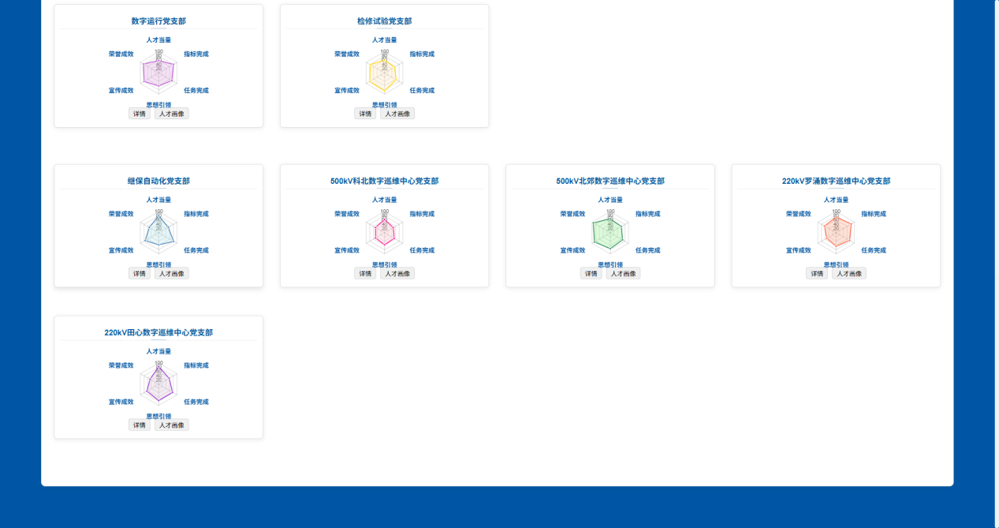 数字运行党支部
人才当量
荣誉成效
指标完成
100
80
60
40
20
宣传成效
任务完成
思想引领
详情 人才画像
检修试验党支部
人才当量
荣誉成效
指标完成
100
80
60
40
20
宣传成效
任务完成
思想引领
详情 人才画像
继保自动化党支部
人才当量
荣誉成效
指标完成
100
80
60
40
20
宣传成效
任务完成
思想引领
详情 人才画像
500kV科北数字巡维中心党支部
人才当量
荣誉成效
指标完成
100
80
60
40
20
宣传成效
任务完成
思想引领
详情 人才画像
500kV北郊数字巡维中心党支部
人才当量
荣誉成效
指标完成
100
80
60
40
20
宣传成效
任务完成
思想引领
详情 人才画像
220kV罗涌数字巡维中心党支部
人才当量
荣誉成效
指标完成
100
80
60
40
20
宣传成效
任务完成
思想引领
详情 人才画像
220kV田心数字巡维中心党支部
人才当量
荣誉成效
指标完成
100
80
60
40
20
宣传成效
任务完成
思想引领
详情 人才画像